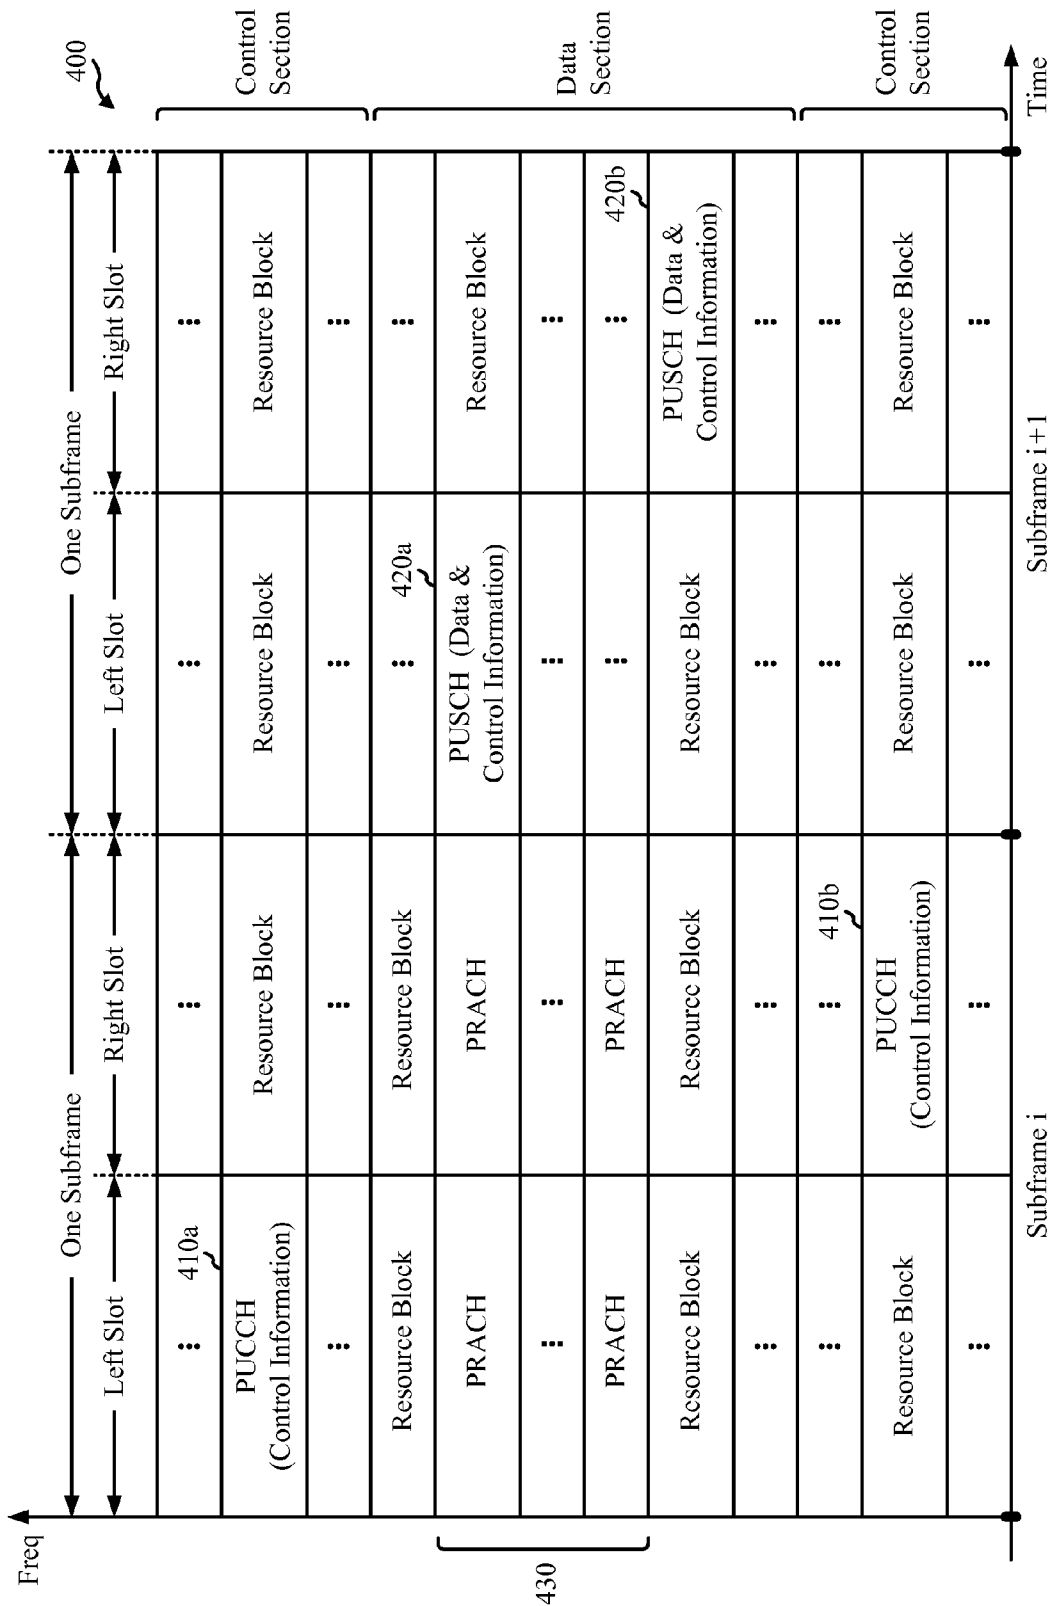 Freq
400
One Subframe
One Subframe
Left Slot
Right Slot
Left Slot
Right Slot
410a
...
...
...
...
Control
Section
PUCCH
(Control Information)
Resource Block
Resource Block
Resource Block
...
...
...
...
Resource Block
Resource Block
420a
...
...
430
PRACH
PRACH
PUSCH (Data &
Control Information)
Resource Block
...
...
...
...
Data
Section
PRACH
PRACH
...
...
420b
Resource Block
Resource Block
Resource Block
PUSCH (Data &
Control Information)
...
...
...
...
...
...
410b
...
...
Resource Block
PUCCH
(Control Information)
Resource Block
Resource Block
Control
Section
...
...
...
...
Subframe i
Subframe i+1
Time